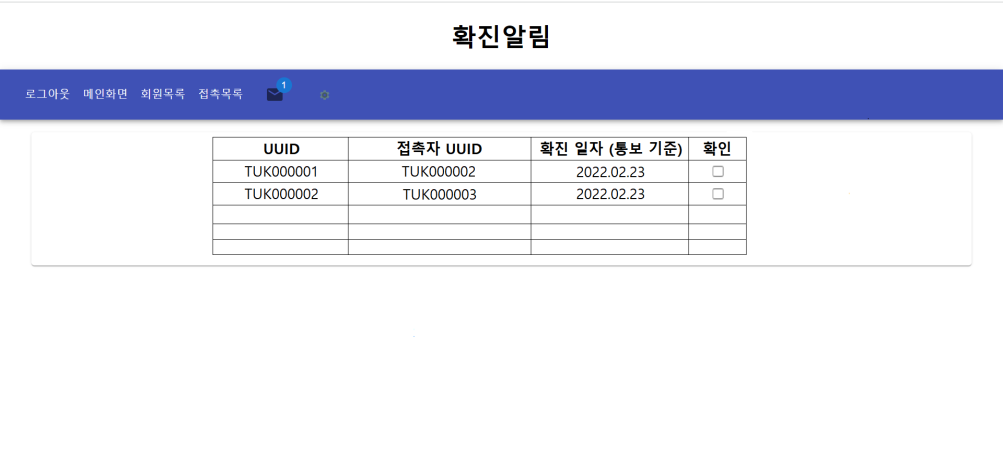 확진알림
로그아웃 메인화면 회원목록 접촉목록 1
UUID 접촉자 UUID 확진 일자 (통보 기준) 확인
TUK000001 TUK000002 2022.02.23
TUK000002 TUK000003 2022.02.23